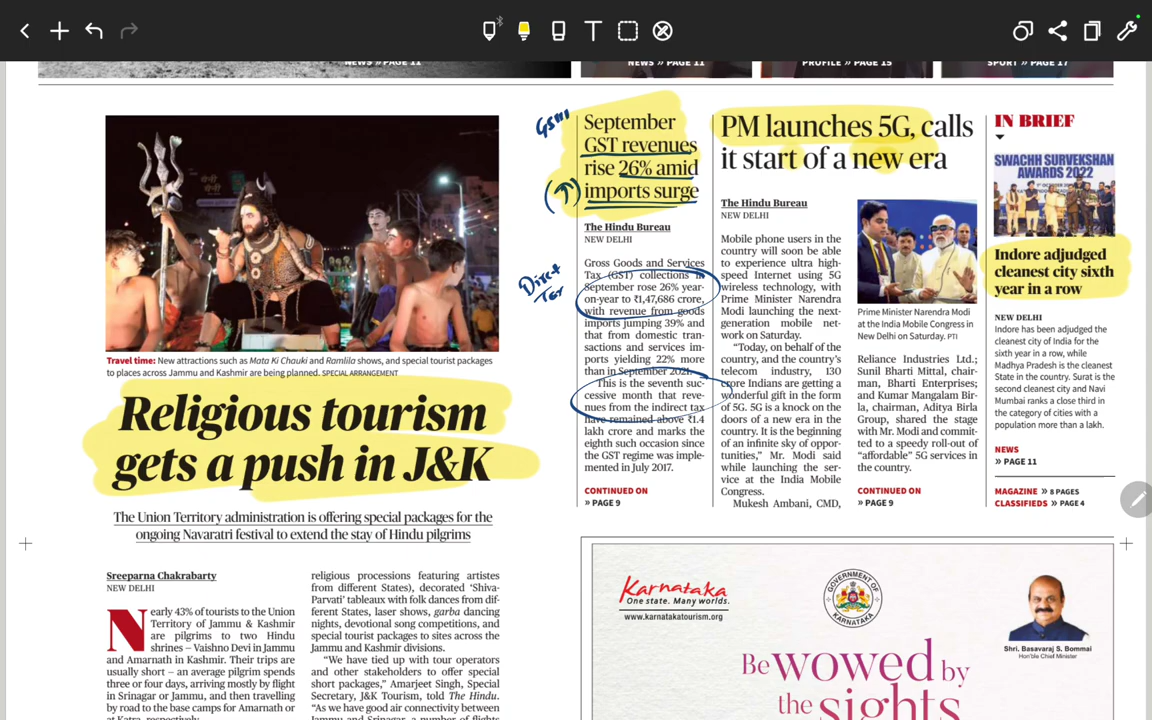 NEWS » PAGE 11
NEWS » PAGE 11
PROFILE » PAGE 15
SPORT » PAGE 17
Travel time: New attractions such as Mata Ki Chauki and Ramlila shows, and special tourist packages
to places across Jammu and Kashmir are being planned. SPECIAL ARRANGEMENT
Religious tourism
gets a push in J&K
The Union Territory administration is offering special packages for the
ongoing Navaratri festival to extend the stay of Hindu pilgrims
Sreeparna Chakrabarty
NEW DELHI
Nearly 43% of tourists to the Union
Territory of Jammu & Kashmir
are pilgrims to two Hindu
shrines – Vaishno Devi in Jammu
and Amarnath in Kashmir. Their trips are
usually short – an average pilgrim spends
three or four days, arriving mostly by flight
in Srinagar or Jammu, and then travelling
by road to the base camps for Amarnath or
at Katra, respectively.
religious processions featuring artistes
from different States), decorated ‘Shiva-
Parvati’ tableaux with folk dances from dif-
ferent States, laser shows, garba dancing
nights, devotional song competitions, and
special tourist packages to sites across the
Jammu and Kashmir divisions.
“We have tied up with tour operators
and other stakeholders to offer special
short packages,” Amarjeet Singh, Special
Secretary, J&K Tourism, told The Hindu.
“As we have good air connectivity between
Jammu and Srinagar, a number of flights
September
GST revenues
rise 26% amid
imports surge
(↑)
Direct
Tax
The Hindu Bureau
NEW DELHI
Gross Goods and Services
Tax (GST) collections in
September rose 26% year-
on-year to ₹1,47,686 crore,
with revenue from goods
imports jumping 39% and
that from domestic tran-
sactions and services im-
ports yielding 22% more
than in September 2021.
This is the seventh suc-
cessive month that reve-
nues from the indirect tax
have remained above ₹1.4
lakh crore and marks the
eighth such occasion since
the GST regime was imple-
mented in July 2017.
CONTINUED ON
» PAGE 9
PM launches 5G, calls
it start of a new era
The Hindu Bureau
NEW DELHI
Mobile phone users in the
country will soon be able
to experience ultra high-
speed Internet using 5G
wireless technology, with
Prime Minister Narendra
Modi launching the next-
generation mobile net-
work on Saturday.
“Today, on behalf of the
country, and the country’s
telecom industry, 130
crore Indians are getting a
wonderful gift in the form
of 5G. 5G is a knock on the
doors of a new era in the
country. It is the beginning
of an infinite sky of oppor-
tunities,” Mr. Modi said
while launching the ser-
vice at the India Mobile
Congress.
Mukesh Ambani, CMD,
Prime Minister Narendra Modi
at the India Mobile Congress in
New Delhi on Saturday. PTI
Reliance Industries Ltd.;
Sunil Bharti Mittal, chair-
man, Bharti Enterprises;
and Kumar Mangalam Bir-
la, chairman, Aditya Birla
Group, shared the stage
with Mr. Modi and commit-
ted to a speedy roll-out of
“affordable” 5G services in
the country.
CONTINUED ON
» PAGE 9
IN BRIEF
SWACHH SURVEKSHAN
AWARDS 2022
Indore adjudged
cleanest city sixth
year in a row
NEW DELHI
Indore has been adjudged the
cleanest city of India for the
sixth year in a row, while
Madhya Pradesh is the cleanest
State in the country. Surat is the
second cleanest city and Navi
Mumbai ranks a close third in
the category of cities with a
population more than a lakh.
NEWS
» PAGE 11
MAGAZINE » 8 PAGES
CLASSIFIEDS » PAGE 4
Karnataka
One state. Many worlds.
www.karnatakatourism.org
GOVERNMENT OF
KARNATAKA
Shri. Basavaraj S. Bommai
Hon'ble Chief Minister
Be wowed by
the sights